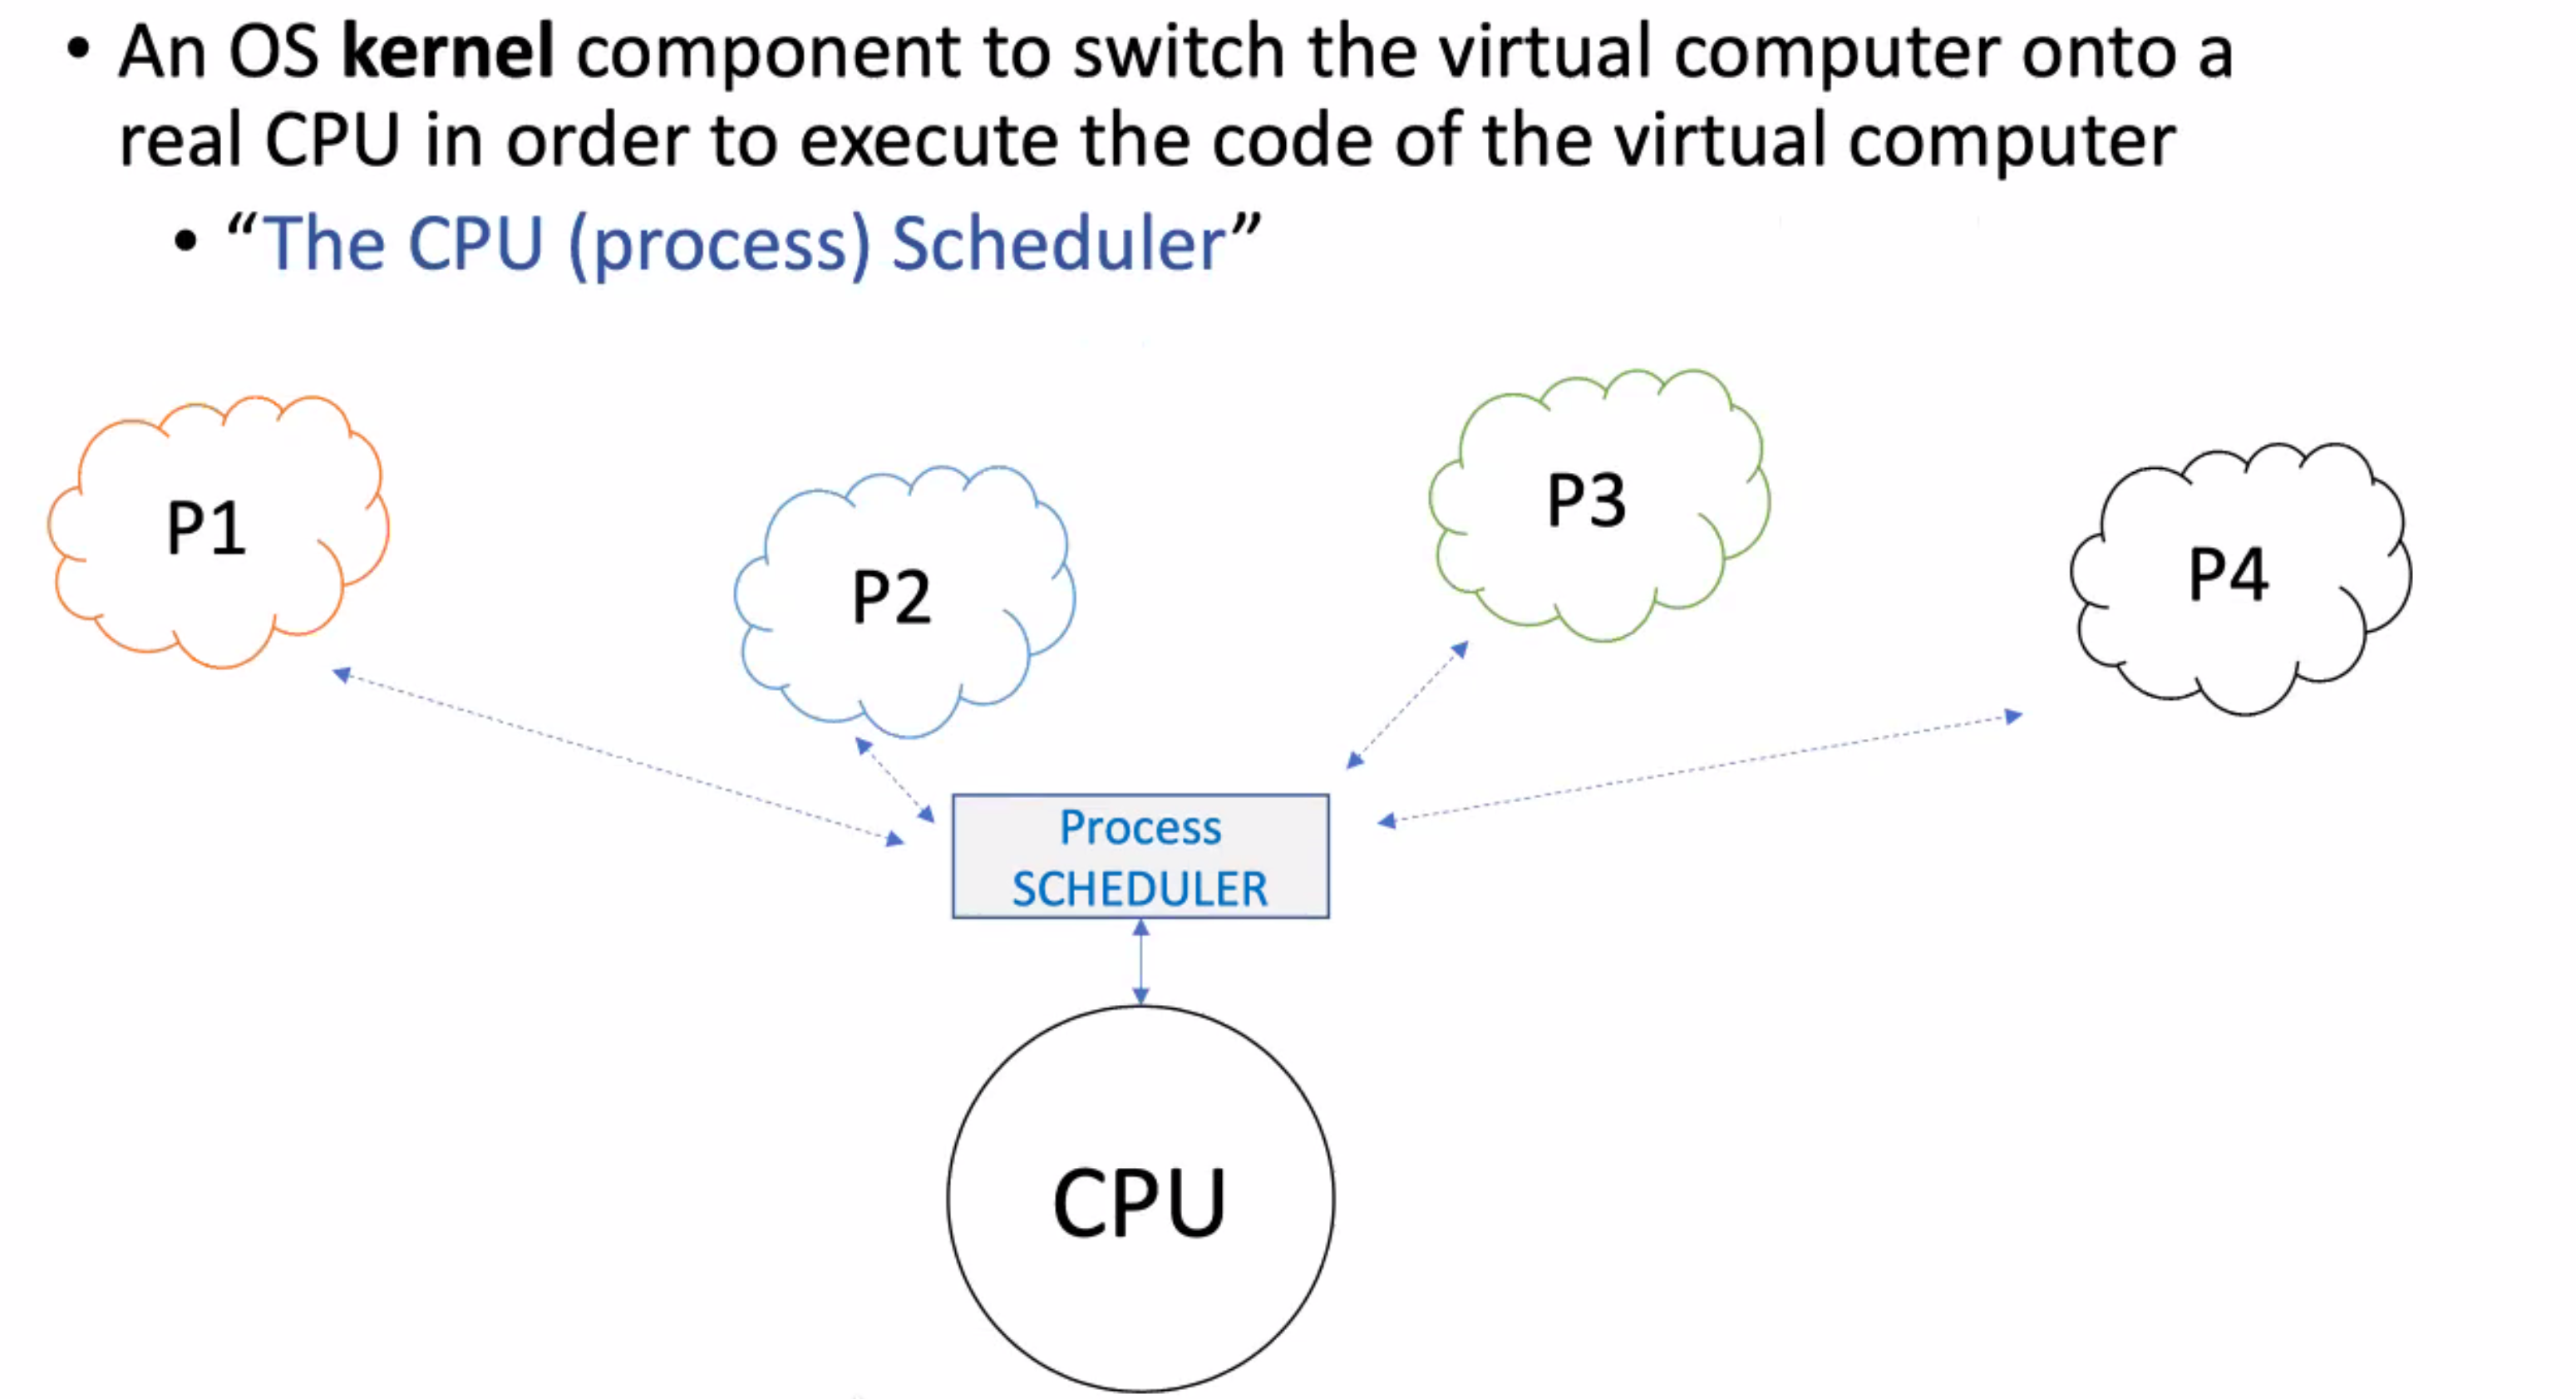 • An OS kernel component to switch the virtual computer onto a
real CPU in order to execute the code of the virtual computer
• “The CPU (process) Scheduler”
P1
P2
P3
P4
Process
SCHEDULER
CPU